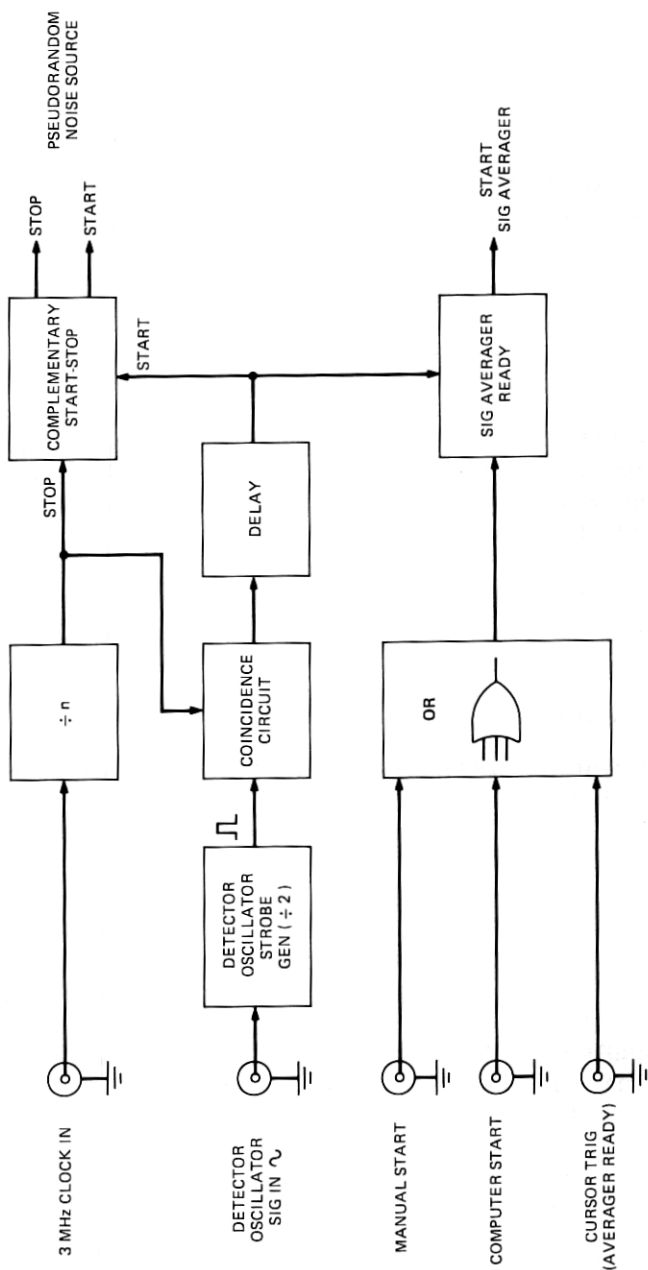 3 MHz CLOCK IN
÷ n
STOP
COMPLEMENTARY
START-STOP
STOP
START
PSEUDORANDOM
NOISE SOURCE
START
DETECTOR
OSCILLATOR
SIG IN
DETECTOR
OSCILLATOR
STROBE
GEN (÷2)
COINCIDENCE
CIRCUIT
DELAY
MANUAL START
COMPUTER START
CURSOR TRIG
(AVERAGER READY)
OR
SIG AVERAGER
READY
START
SIG AVERAGER